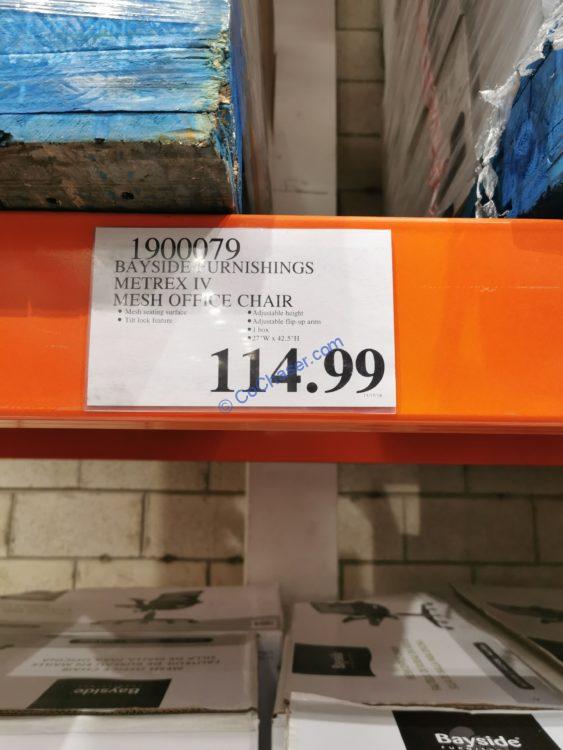 1900079
BAYSIDE FURNISHINGS
METREX IV
MESH OFFICE CHAIR
• Mesh seating surface
• Tilt lock feature
• Adjustable height
• Adjustable flip-up arms
• 1 box
• 27"W x 42.5"H
114.99
© CoChaser.com
Bayside
Bayside